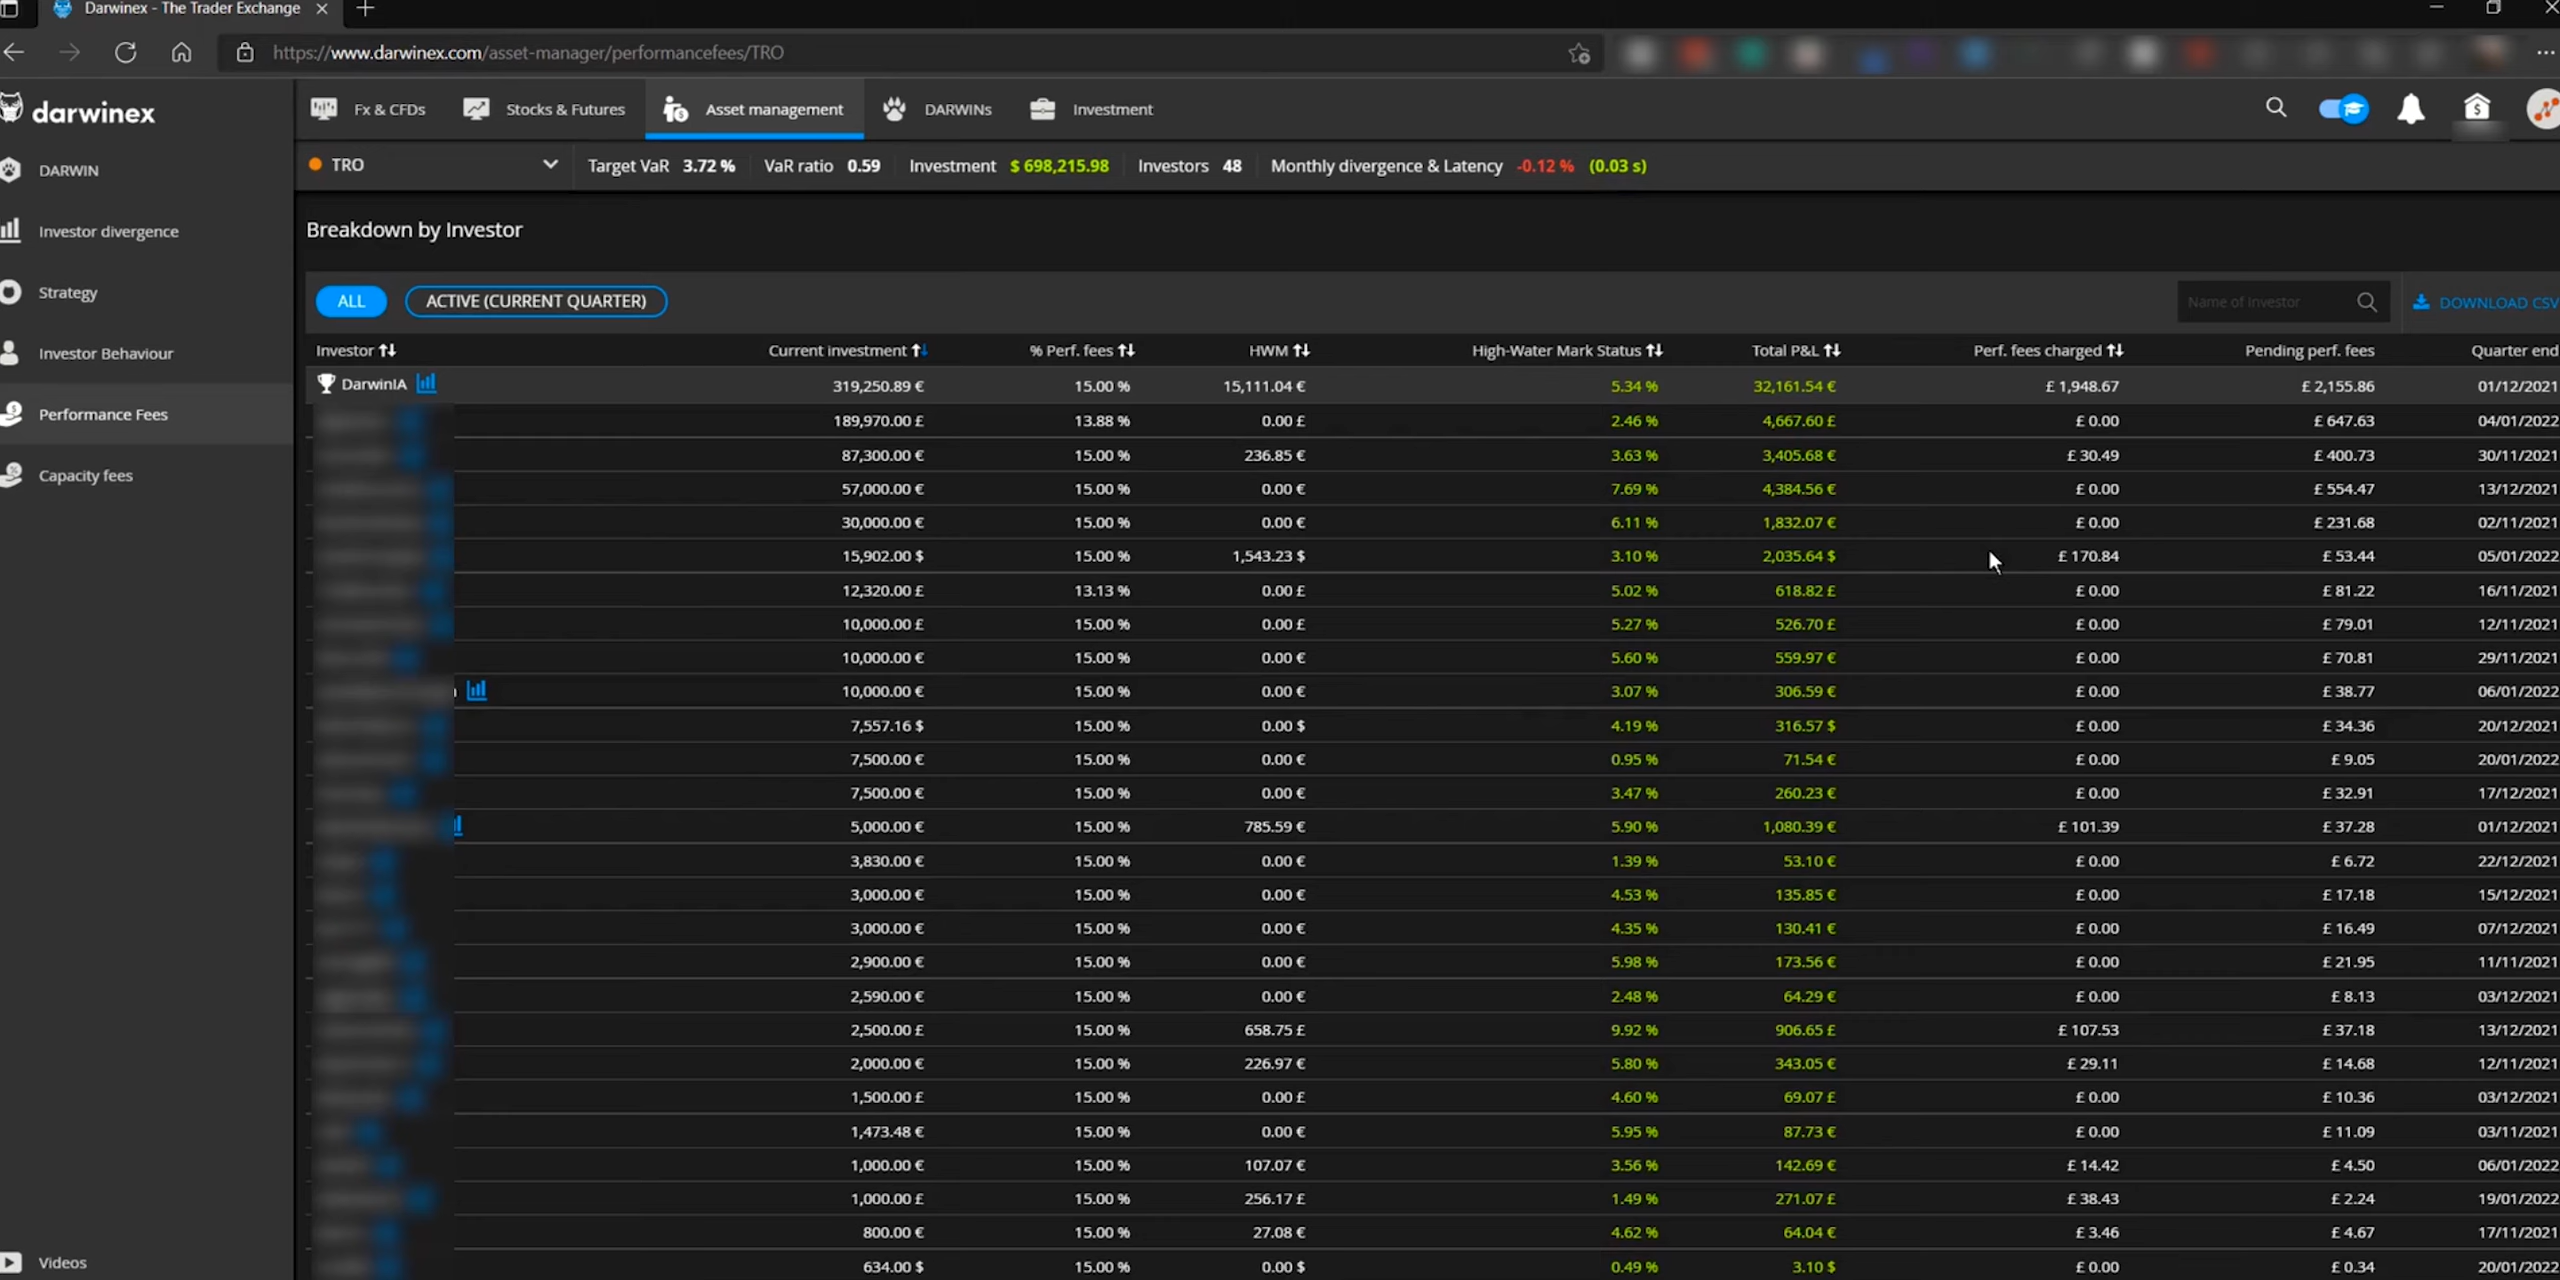 Darwinex - The Trader Exchange
https://www.darwinex.com/asset-manager/performancefees/TRO
darwinex
Fx & CFDs Stocks & Futures Asset management DARWINs Investment
TRO Target VaR 3.72 % VaR ratio 0.59 Investment $ 698,215.98 Investors 48 Monthly divergence & Latency -0.12 % (0.03 s)
DARWIN
Investor divergence
Strategy
Investor Behaviour
Performance Fees
Capacity fees
Videos
Breakdown by Investor
ALL ACTIVE (CURRENT QUARTER) Name of Investor DOWNLOAD CSV
Investor Current investment % Perf. fees HWM High-Water Mark Status Total P&L Perf. fees charged Pending perf. fees Quarter end
DarwinIA 319,250.89 € 15.00 % 15,111.04 € 5.34 % 32,161.54 € £ 1,948.67 £ 2,155.86 01/12/2021
189,970.00 £ 13.88 % 0.00 £ 2.46 % 4,667.60 £ £ 0.00 £ 647.63 04/01/2022
87,300.00 € 15.00 % 236.85 € 3.63 % 3,405.68 € £ 30.49 £ 400.73 30/11/2021
57,000.00 € 15.00 % 0.00 € 7.69 % 4,384.56 € £ 0.00 £ 554.47 13/12/2021
30,000.00 € 15.00 % 0.00 € 6.11 % 1,832.07 € £ 0.00 £ 231.68 02/11/2021
15,902.00 $ 15.00 % 1,543.23 $ 3.10 % 2,035.64 $ £ 170.84 £ 53.44 05/01/2022
12,320.00 £ 13.13 % 0.00 £ 5.02 % 618.82 £ £ 0.00 £ 81.22 16/11/2021
10,000.00 £ 15.00 % 0.00 £ 5.27 % 526.70 £ £ 0.00 £ 79.01 12/11/2021
10,000.00 € 15.00 % 0.00 € 5.60 % 559.97 € £ 0.00 £ 70.81 29/11/2021
10,000.00 € 15.00 % 0.00 € 3.07 % 306.59 € £ 0.00 £ 38.77 06/01/2022
7,557.16 $ 15.00 % 0.00 $ 4.19 % 316.57 $ £ 0.00 £ 34.36 20/12/2021
7,500.00 € 15.00 % 0.00 € 0.95 % 71.54 € £ 0.00 £ 9.05 20/01/2022
7,500.00 € 15.00 % 0.00 € 3.47 % 260.23 € £ 0.00 £ 32.91 17/12/2021
5,000.00 € 15.00 % 785.59 € 5.90 % 1,080.39 € £ 101.39 £ 37.28 01/12/2021
3,830.00 € 15.00 % 0.00 € 1.39 % 53.10 € £ 0.00 £ 6.72 22/12/2021
3,000.00 € 15.00 % 0.00 € 4.53 % 135.85 € £ 0.00 £ 17.18 15/12/2021
3,000.00 € 15.00 % 0.00 € 4.35 % 130.41 € £ 0.00 £ 16.49 07/12/2021
2,900.00 € 15.00 % 0.00 € 5.98 % 173.56 € £ 0.00 £ 21.95 11/11/2021
2,590.00 € 15.00 % 0.00 € 2.48 % 64.29 € £ 0.00 £ 8.13 03/12/2021
2,500.00 £ 15.00 % 658.75 £ 9.92 % 906.65 £ £ 107.53 £ 37.18 13/12/2021
2,000.00 € 15.00 % 226.97 € 5.80 % 343.05 € £ 29.11 £ 14.68 12/11/2021
1,500.00 £ 15.00 % 0.00 £ 4.60 % 69.07 £ £ 0.00 £ 10.36 03/12/2021
1,473.48 € 15.00 % 0.00 € 5.95 % 87.73 € £ 0.00 £ 11.09 03/11/2021
1,000.00 € 15.00 % 107.07 € 3.56 % 142.69 € £ 14.42 £ 4.50 06/01/2022
1,000.00 £ 15.00 % 256.17 £ 1.49 % 271.07 £ £ 38.43 £ 2.24 19/01/2022
800.00 € 15.00 % 27.08 € 4.62 % 64.04 € £ 3.46 £ 4.67 17/11/2021
634.00 $ 15.00 % 0.00 $ 0.49 % 3.10 $ £ 0.00 £ 0.34 20/01/2022